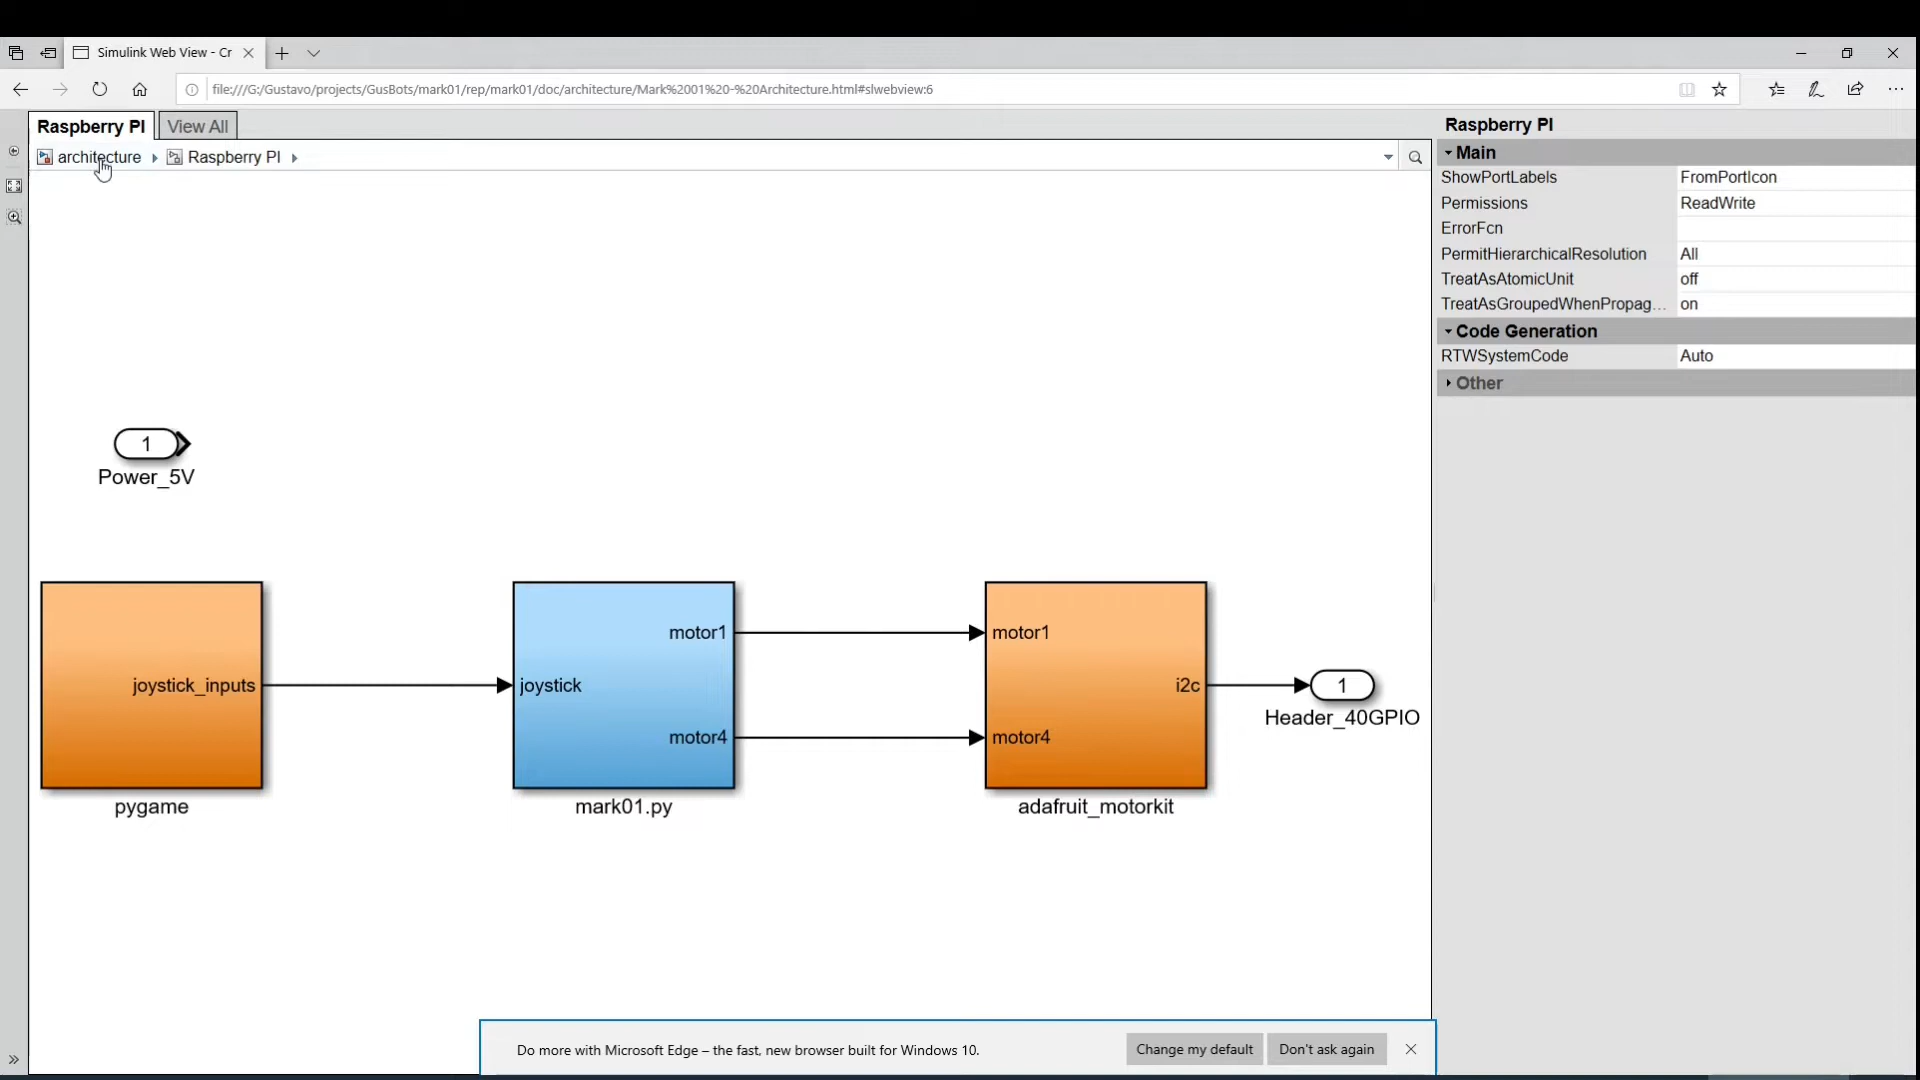 Simulink Web View - Cr
file:///G:/Gustavo/projects/GusBots/mark01/rep/mark01/doc/architecture/Mark%2001%20-%20Architecture.html#slwebview:6
Raspberry PI View All
architecture Raspberry PI
Raspberry PI
Main
ShowPortLabels FromPortIcon
Permissions ReadWrite
ErrorFcn
PermitHierarchicalResolution All
TreatAsAtomicUnit off
TreatAsGroupedWhenPropag... on
Code Generation
RTWSystemCode Auto
Other
1
Power_5V
joystick_inputs
pygame
motor1
joystick
motor4
mark01.py
motor1
i2c
motor4
adafruit_motorkit
1
Header_40GPIO
Do more with Microsoft Edge – the fast, new browser built for Windows 10. Change my default Don't ask again